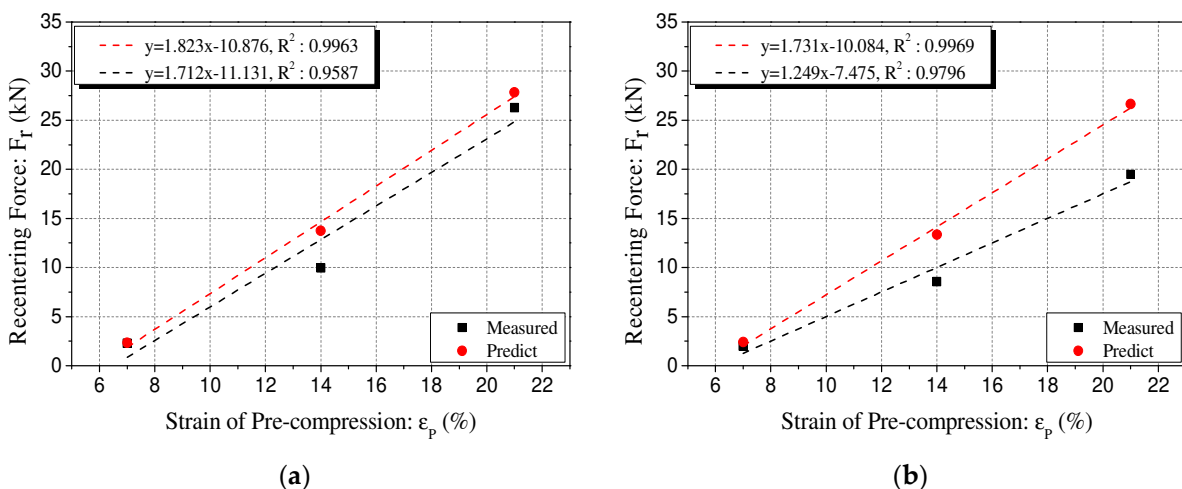 35
30
25
20
15
10
5
0
Recentering Force: Fr (kN)
y=1.823x-10.876, R² : 0.9963
y=1.712x-11.131, R² : 0.9587
Measured
Predict
6 8 10 12 14 16 18 20 22
Strain of Pre-compression: εP (%)
(a)
35
30
25
20
15
10
5
0
Recentering Force: Fr (kN)
y=1.731x-10.084, R² : 0.9969
y=1.249x-7.475, R² : 0.9796
Measured
Predict
6 8 10 12 14 16 18 20 22
Strain of Pre-compression: εP (%)
(b)